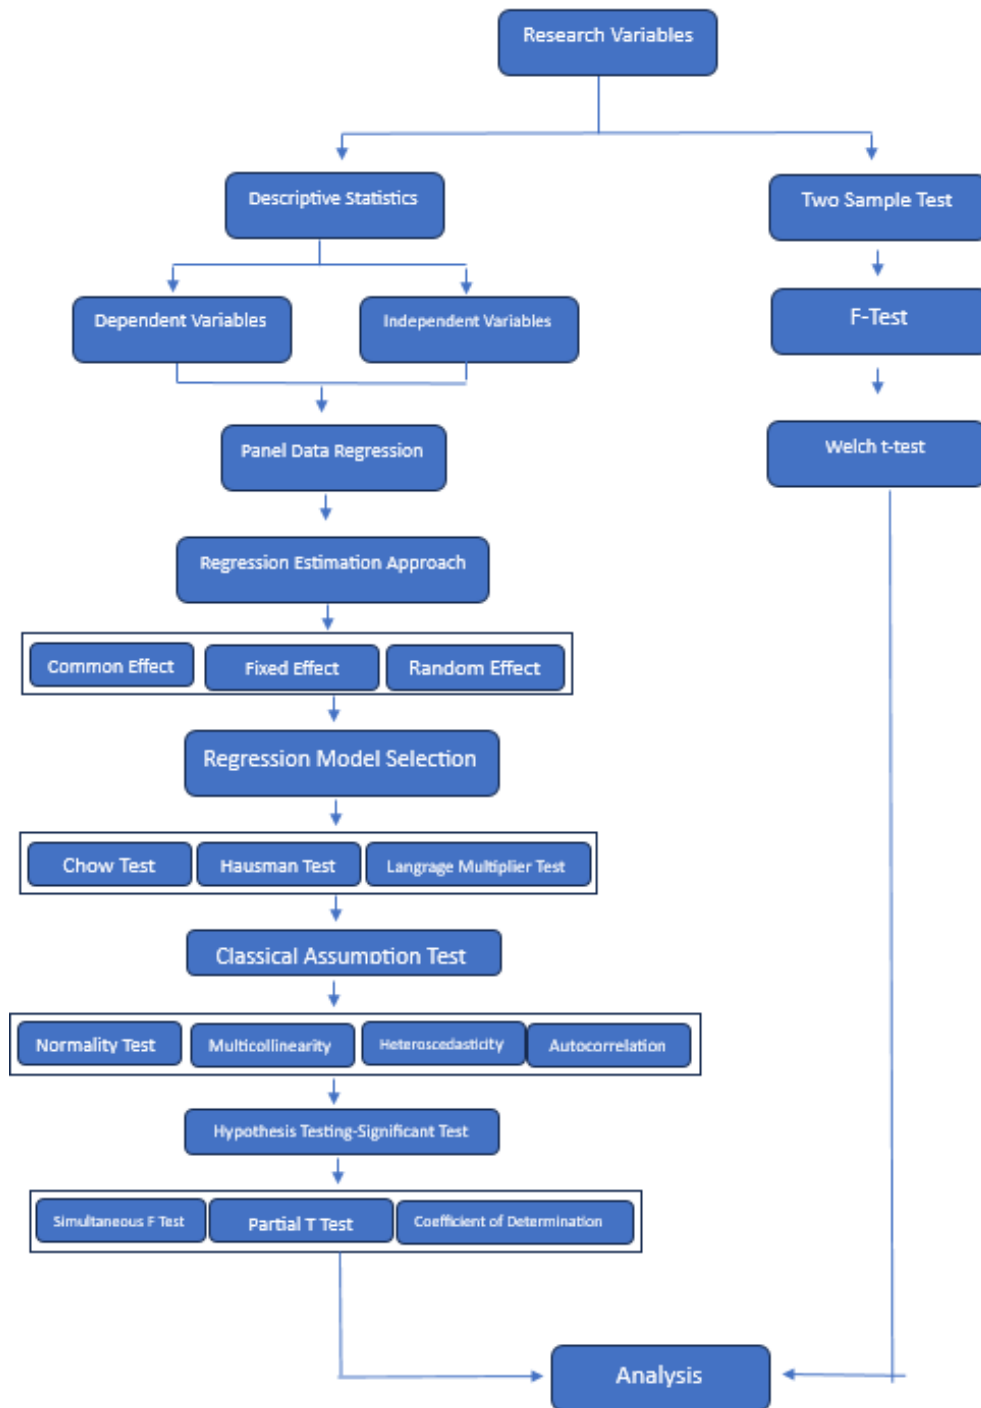 Research Variables
Descriptive Statistics
Two Sample Test
Dependent Variables
Independent Variables
F-Test
Panel Data Regression
Welch t-test
Regression Estimation Approach
Common Effect
Fixed Effect
Random Effect
Regression Model Selection
Chow Test
Hausman Test
Langrage Multiplier Test
Classical Assumption Test
Normality Test
Multicollinearity
Heteroscedasticity
Autocorrelation
Hypothesis Testing-Significant Test
Simultaneous F Test
Partial T Test
Coefficient of Determination
Analysis